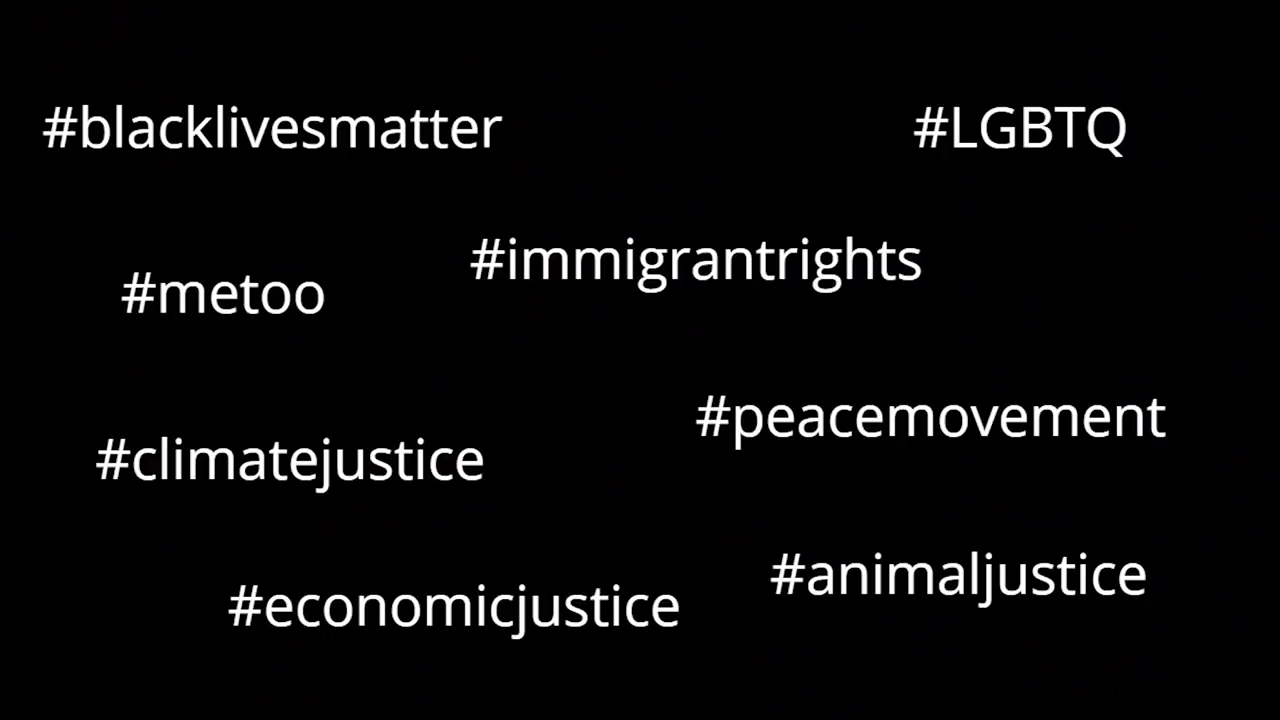 #blacklivesmatter
#LGBTQ
#immigrantrights
#metoo
#peacemovement
#climatejustice
#animaljustice
#economicjustice